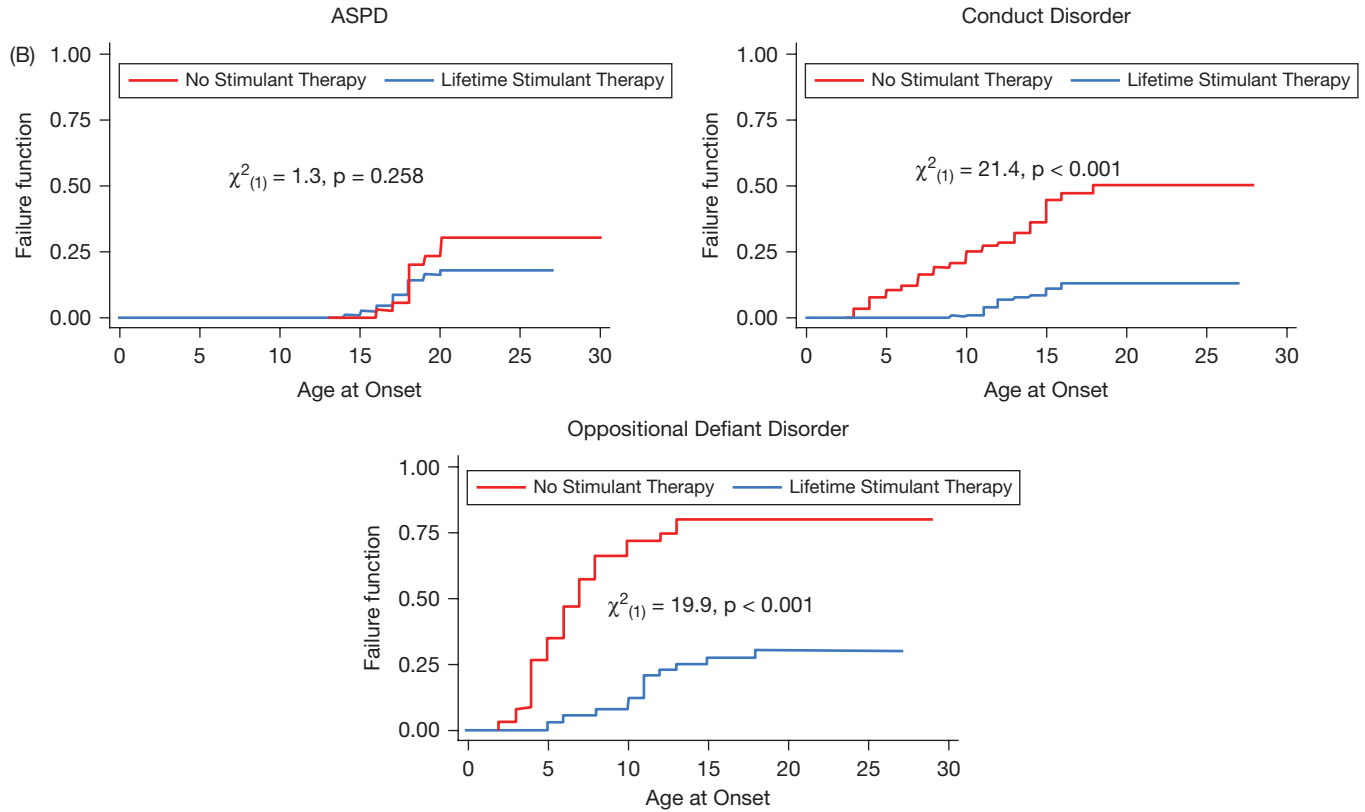 ASPD
(B)
1.00
No Stimulant Therapy
Lifetime Stimulant Therapy
0.75
χ²(1) = 1.3, p = 0.258
0.50
0.25
0.00
Failure function
0 5 10 15 20 25 30
Age at Onset
Conduct Disorder
1.00
No Stimulant Therapy
Lifetime Stimulant Therapy
0.75
χ²(1) = 21.4, p < 0.001
0.50
0.25
0.00
Failure function
0 5 10 15 20 25 30
Age at Onset
Oppositional Defiant Disorder
1.00
No Stimulant Therapy
Lifetime Stimulant Therapy
0.75
0.50
χ²(1) = 19.9, p < 0.001
0.25
0.00
Failure function
0 5 10 15 20 25 30
Age at Onset